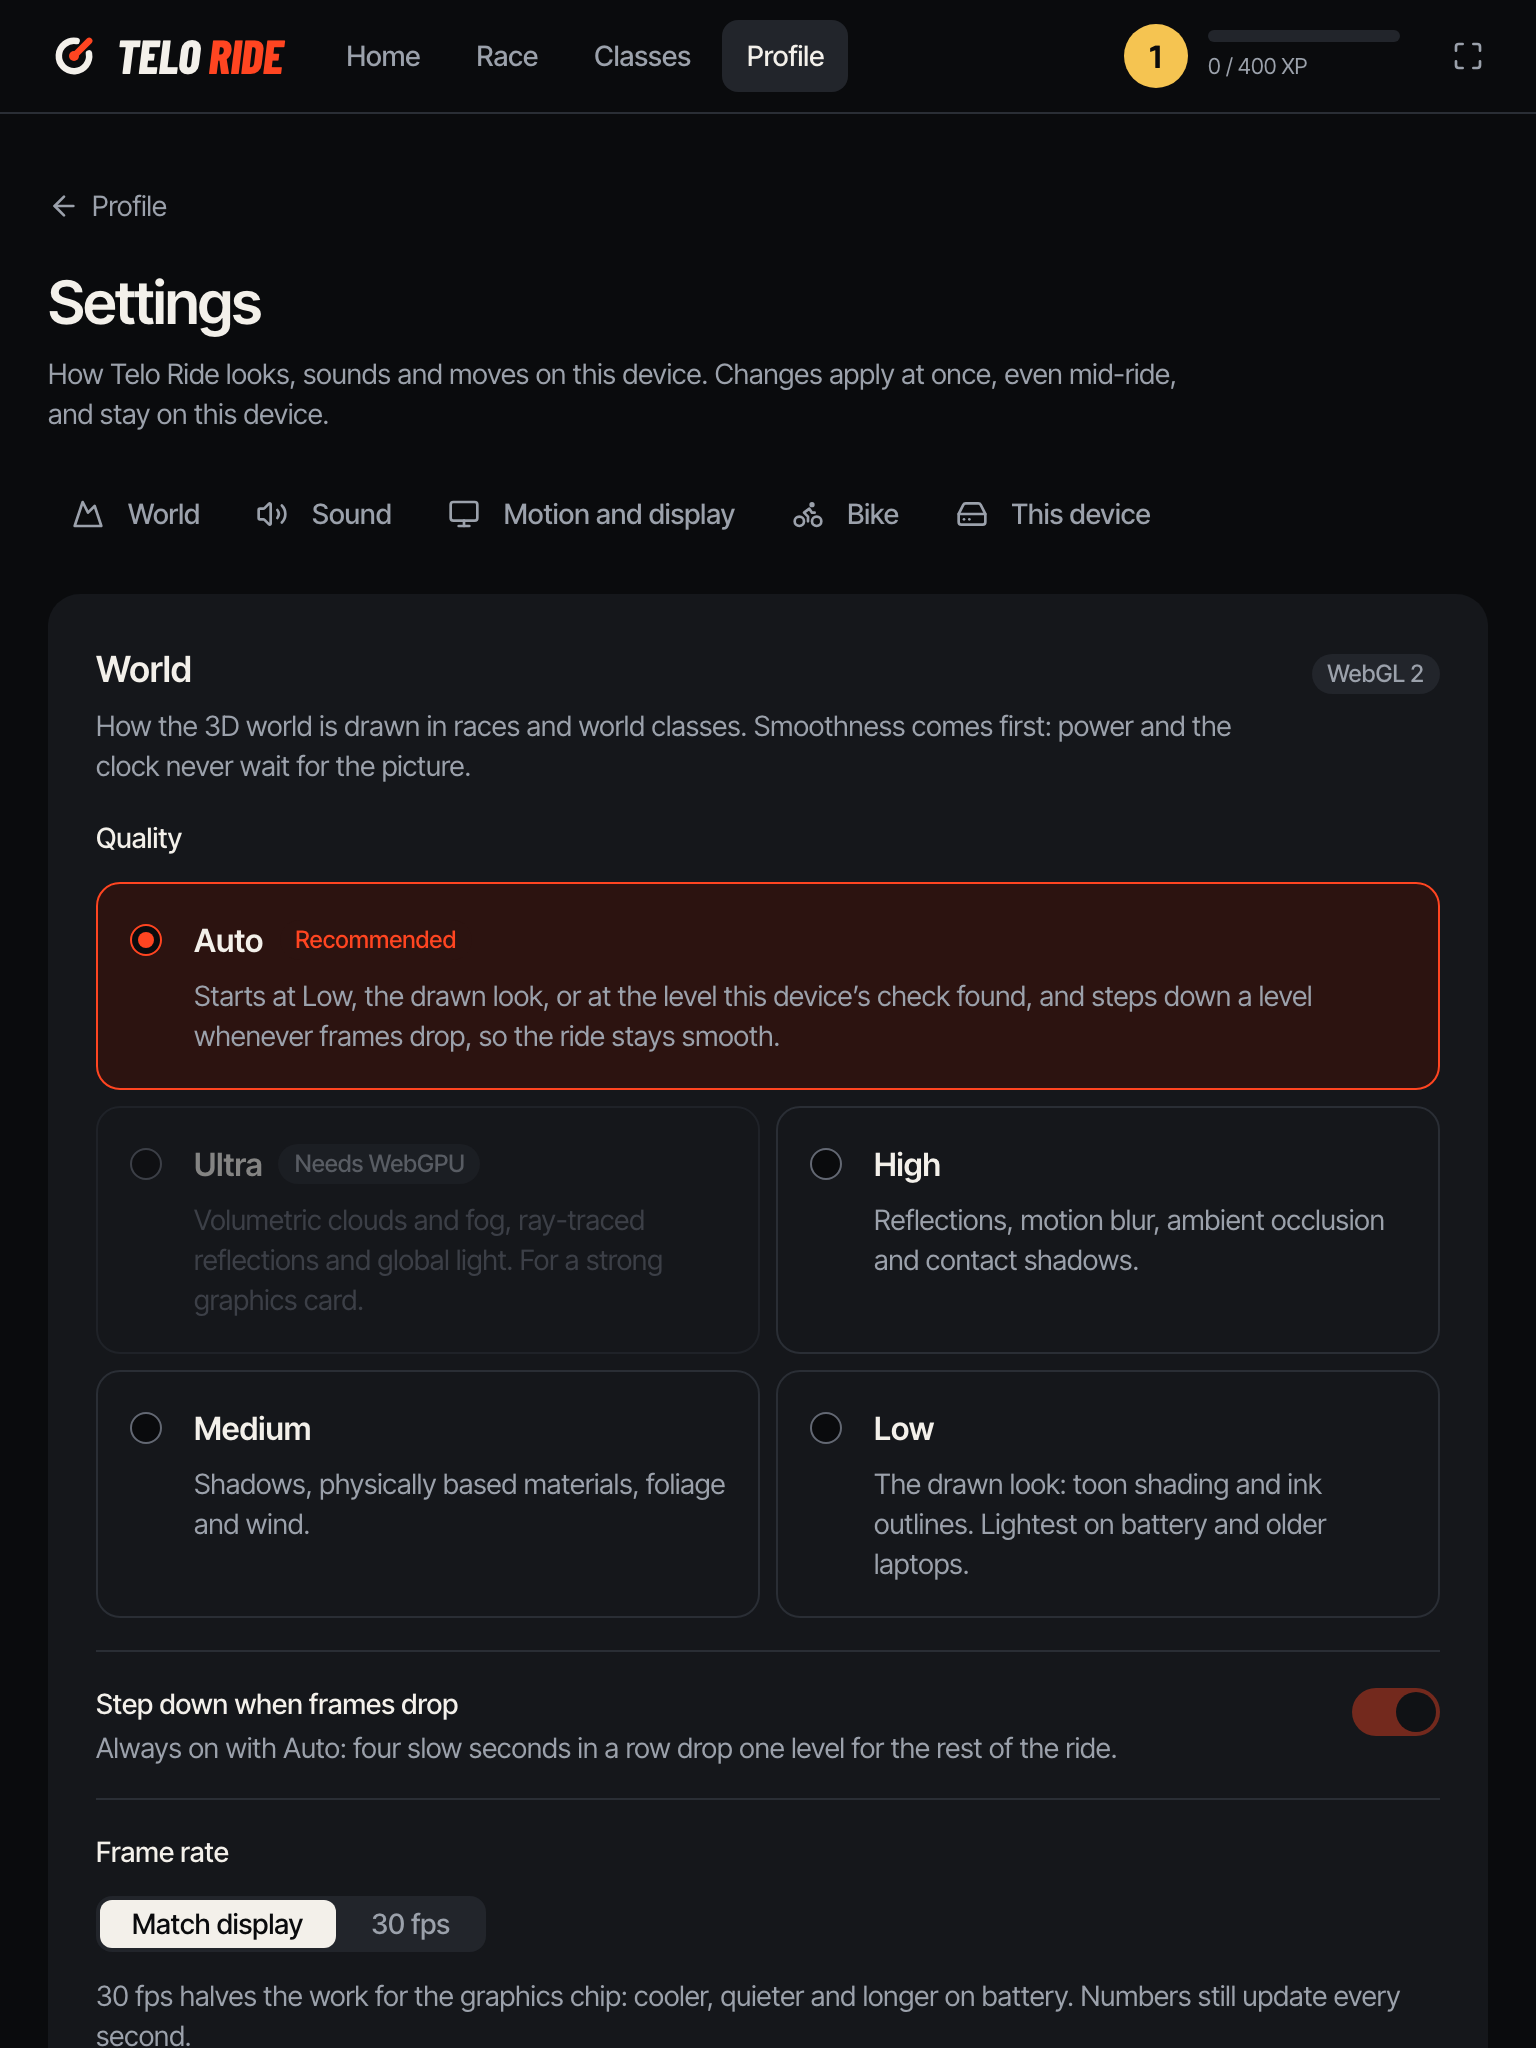 TELO RIDE
Home
Race
Classes
Profile
1
0 / 400 XP
Profile
Settings
How Telo Ride looks, sounds and moves on this device. Changes apply at once, even mid-ride,
and stay on this device.
World
Sound
Motion and display
Bike
This device
World
WebGL 2
How the 3D world is drawn in races and world classes. Smoothness comes first: power and the
clock never wait for the picture.
Quality
Auto Recommended
Starts at Low, the drawn look, or at the level this device’s check found, and steps down a level
whenever frames drop, so the ride stays smooth.
Ultra Needs WebGPU
Volumetric clouds and fog, ray-traced
reflections and global light. For a strong
graphics card.
High
Reflections, motion blur, ambient occlusion
and contact shadows.
Medium
Shadows, physically based materials, foliage
and wind.
Low
The drawn look: toon shading and ink
outlines. Lightest on battery and older
laptops.
Step down when frames drop
Always on with Auto: four slow seconds in a row drop one level for the rest of the ride.
Frame rate
Match display
30 fps
30 fps halves the work for the graphics chip: cooler, quieter and longer on battery. Numbers still update every
second.